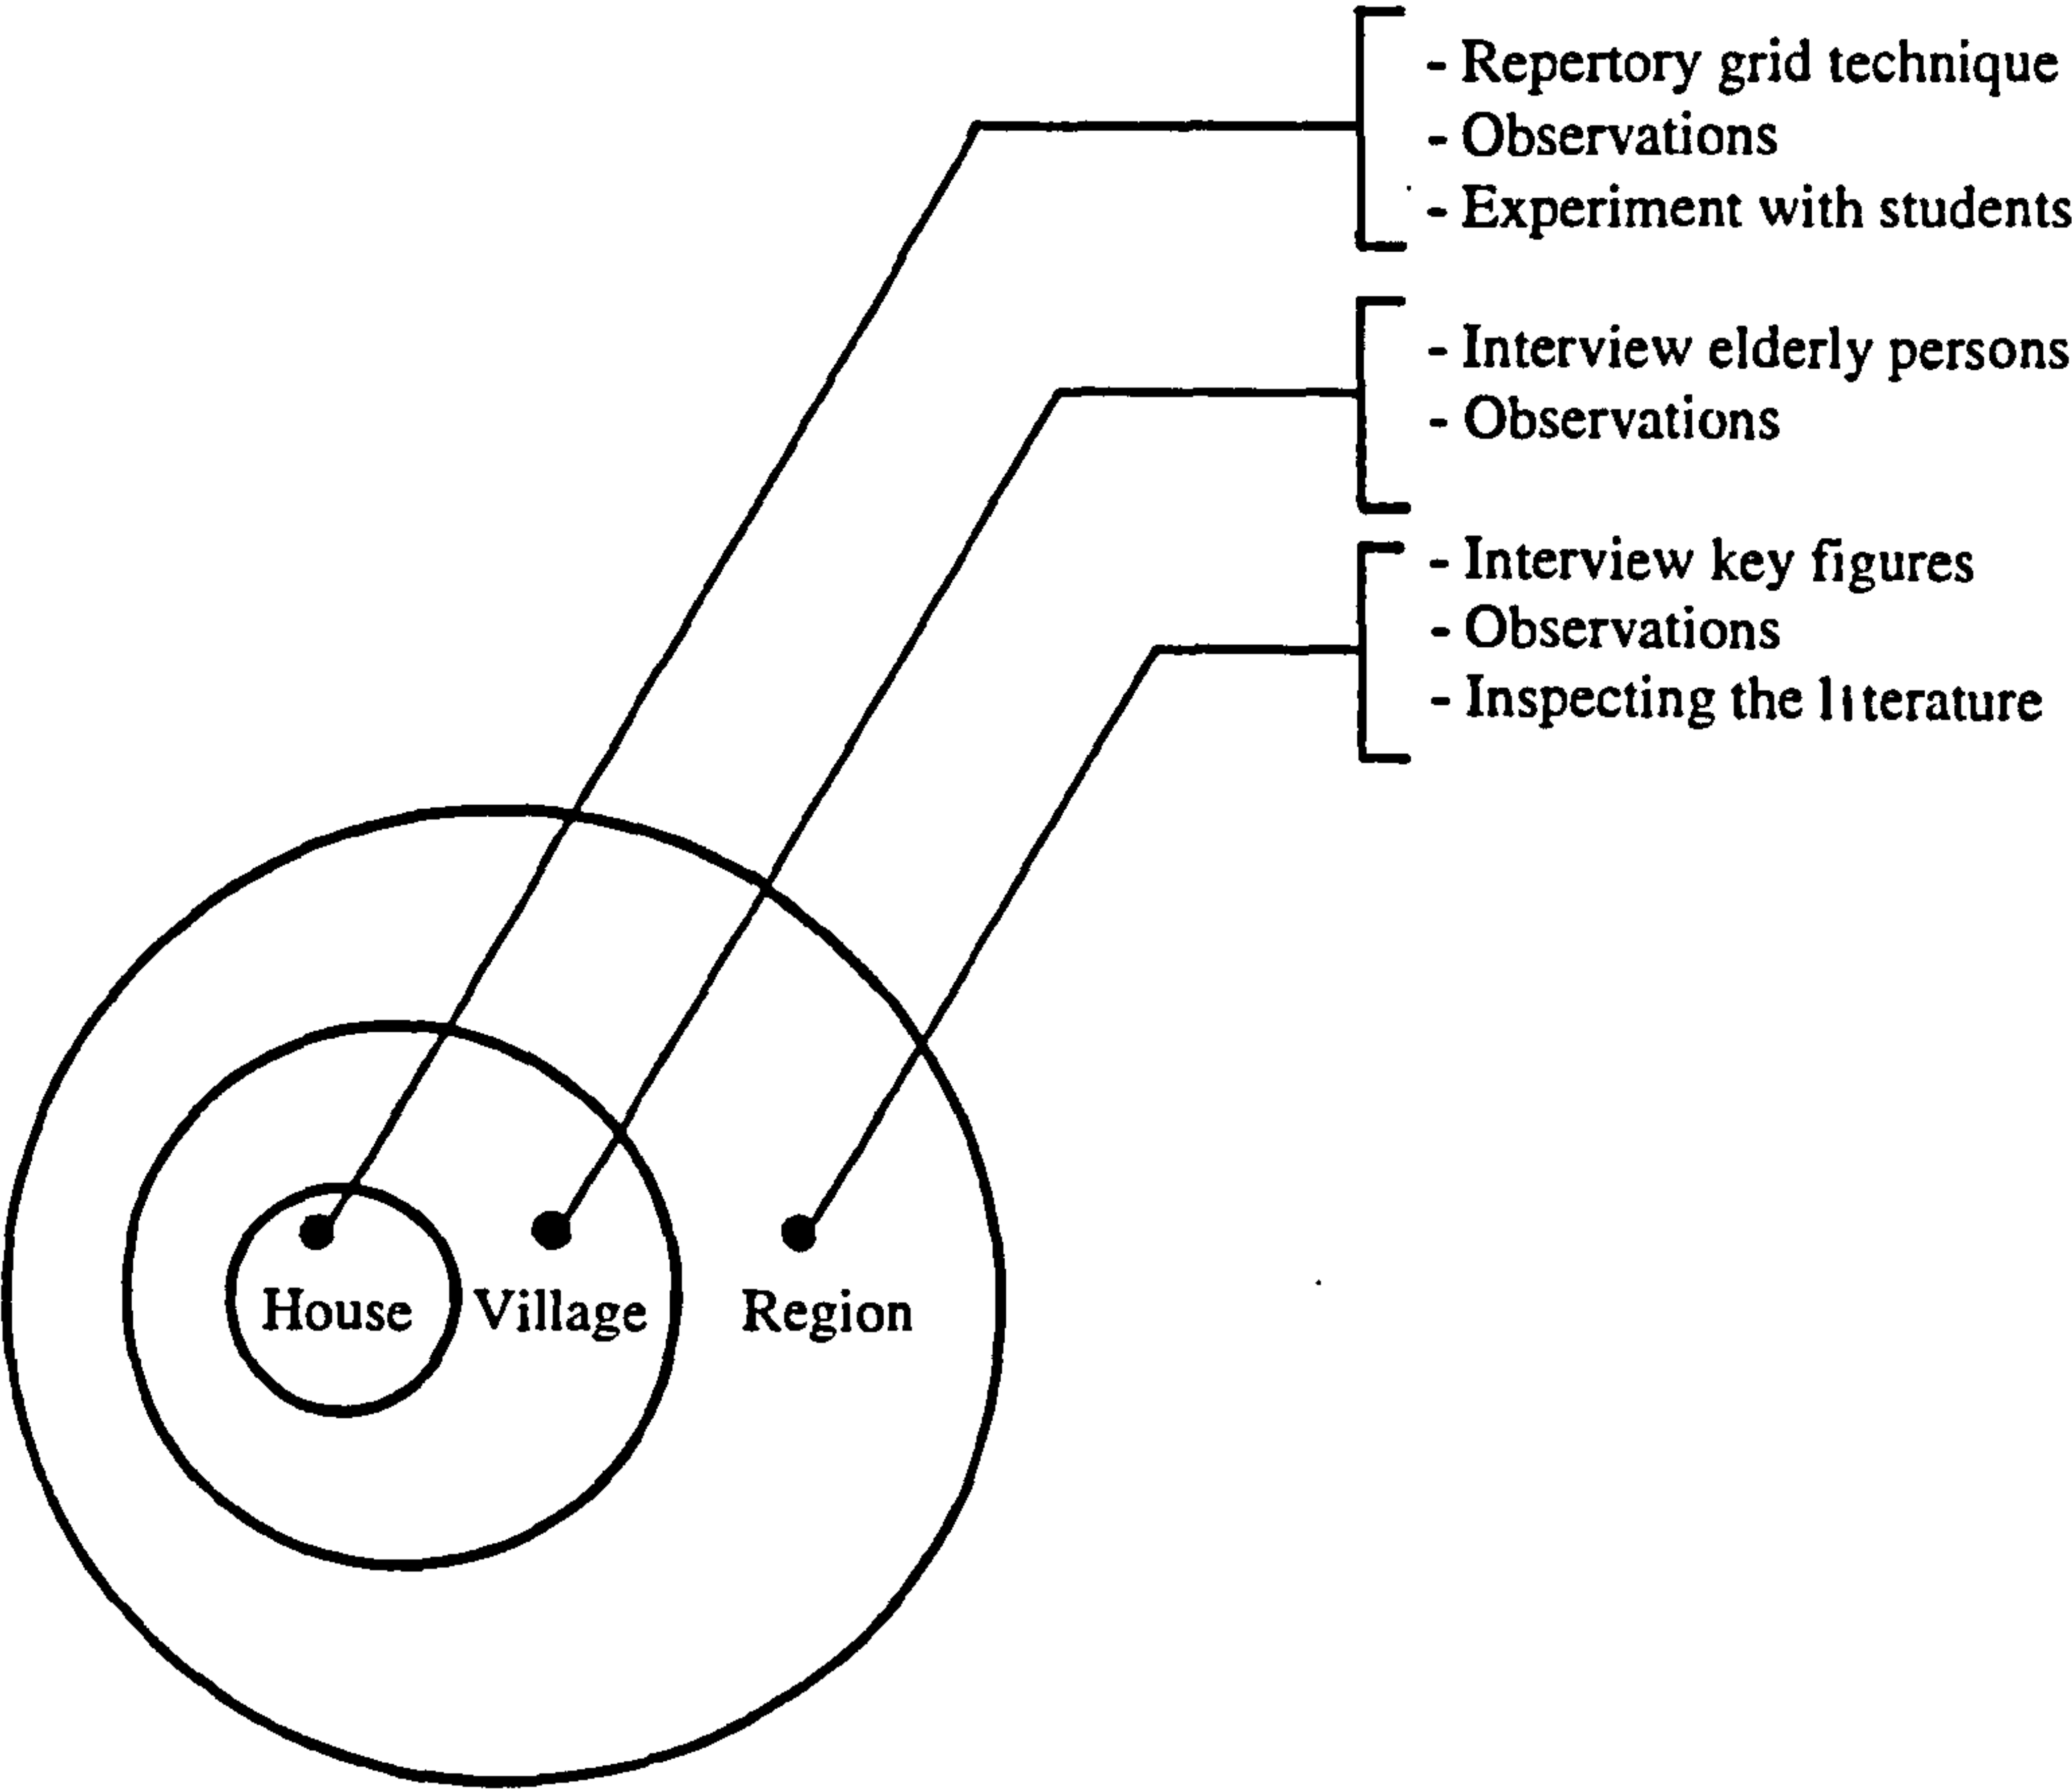 - Repertory grid technique
- Observations
- Experiment with students
- Interview elderly persons
- Observations
- Interview key figures
- Observations
- Inspecting the literature
House Village Region